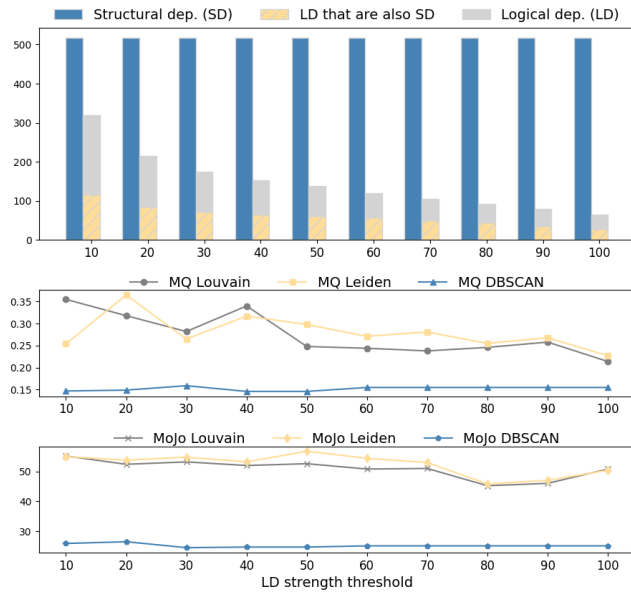 Structural dep. (SD) LD that are also SD Logical dep. (LD)
500
400
300
200
100
0
10 20 30 40 50 60 70 80 90 100
MQ Louvain MQ Leiden MQ DBSCAN
0.35
0.30
0.25
0.20
0.15
10 20 30 40 50 60 70 80 90 100
MoJo Louvain MoJo Leiden MoJo DBSCAN
50
40
30
10 20 30 40 50 60 70 80 90 100
LD strength threshold